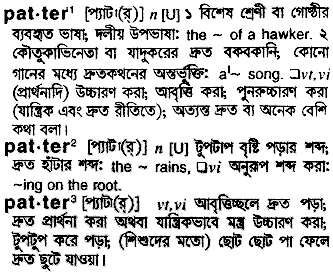 pat·ter¹ [প্যাটা(র্)] n [U] ১ বিশেষ শ্রেণী বা গোষ্ঠীর
ব্যবহৃত ভাষা; দলীয় উপভাষা: the ~ of a hawker. ২
কৌতুকাভিনেতা বা যাদুকরের দ্রুত বকবকানি; কোনো
গানের মধ্যে দ্রুতকথনের অন্তর্ভুক্তি: a¹~ song. □vt,vi
(প্রার্থনাদি) উচ্চারণ করা; আবৃত্তি করা; পুনরুচ্চারণ করা
(যান্ত্রিক এবং দ্রুত রীতিতে); অত্যন্ত দ্রুত বা অনেক বেশি
কথা বলা।
pat·ter² [প্যাটা(র্)] n [U] টুপটাপ বৃষ্টি পড়ার শব্দ;
দ্রুত হাঁটার শব্দ: the ~ rains, □vi অনুরূপ শব্দ করা:
~ing on the root.
pat·ter³ [প্যাটা(র্)] vt,vi আবৃত্তিচ্ছলে দ্রুত পড়া;
দ্রুত প্রার্থনা করা অথবা যান্ত্রিকভাবে মন্ত্র উচ্চারণ করা;
টুপটুপ করে পড়া; (শিশুদের মতো) ছোট ছোট পা ফেলে
দ্রুত ছুটে যাওয়া।